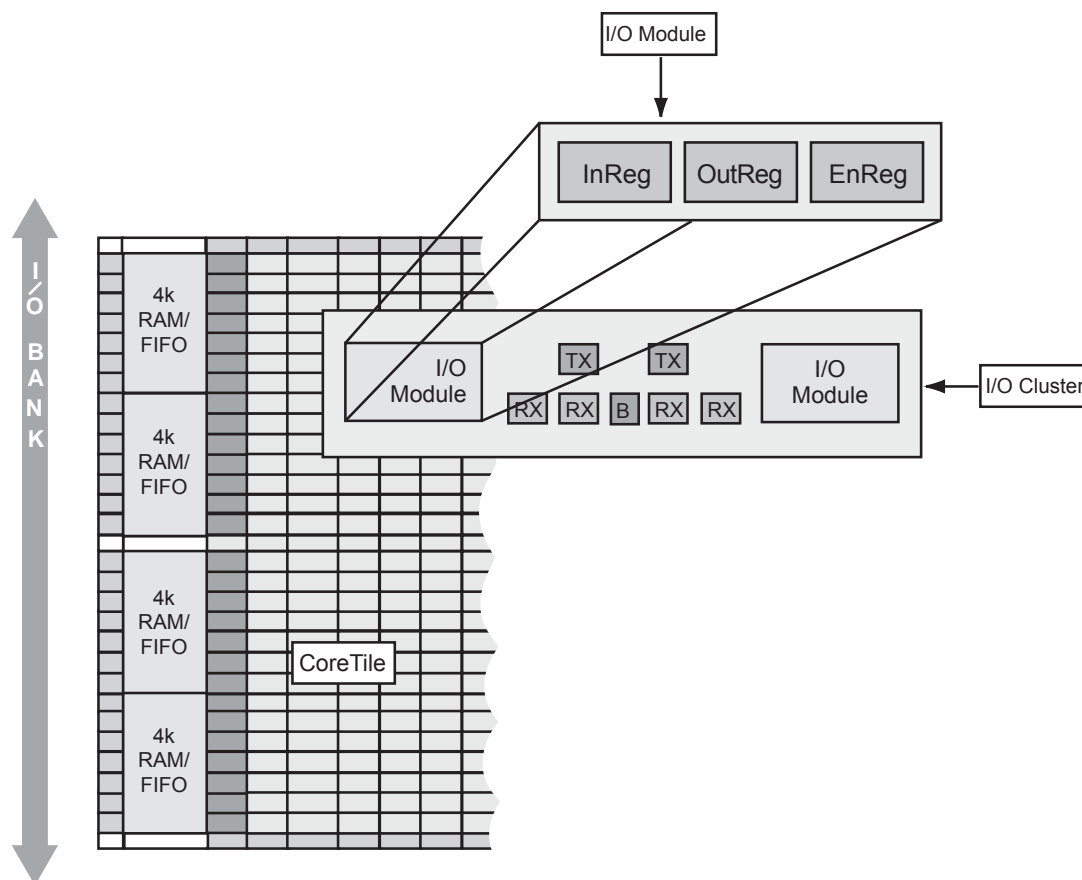 I/O Module
InReg
OutReg
EnReg
I/O BANK
4k
RAM/
FIFO
I/O
Module
TX
TX
RX
RX
B
RX
RX
I/O
Module
I/O Cluster
4k
RAM/
FIFO
4k
RAM/
FIFO
CoreTile
4k
RAM/
FIFO